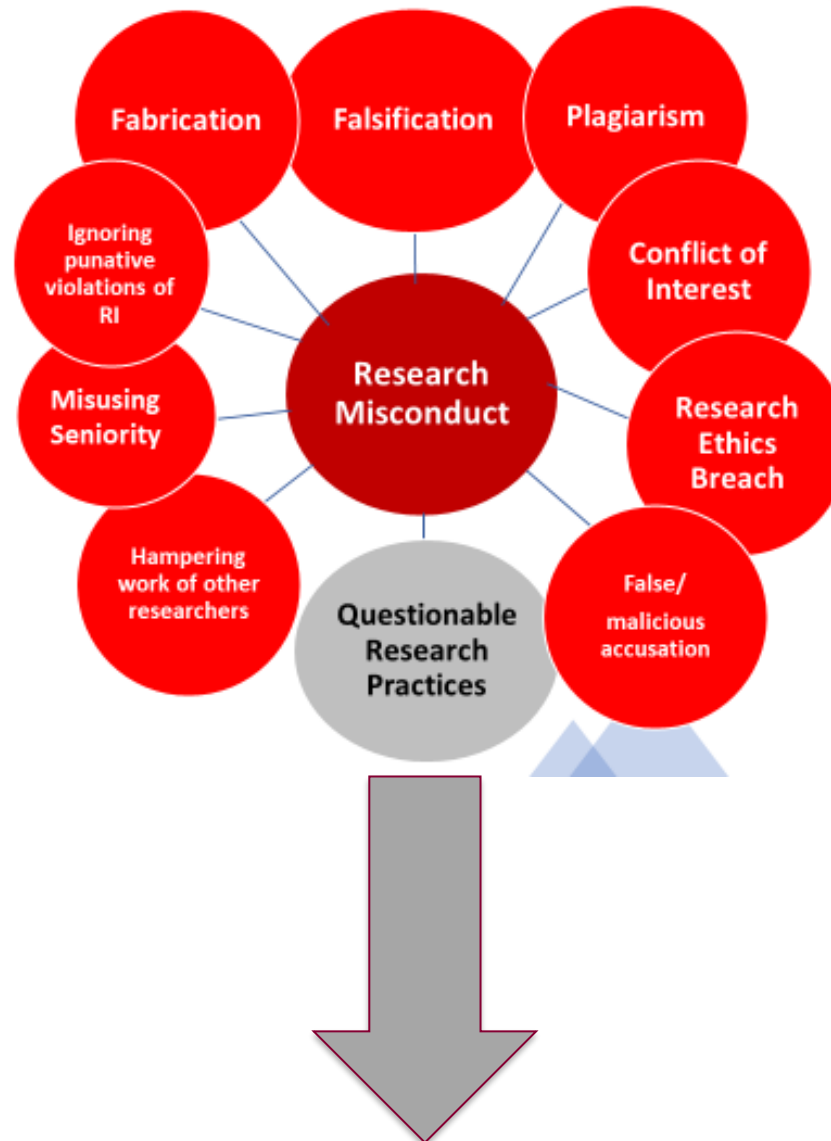 Fabrication
Falsification
Plagiarism
Ignoring
punative
violations of
RI
Conflict of
Interest
Research
Misconduct
Misusing
Seniority
Research
Ethics
Breach
Hampering
work of other
researchers
Questionable
Research
Practices
False/
malicious
accusation